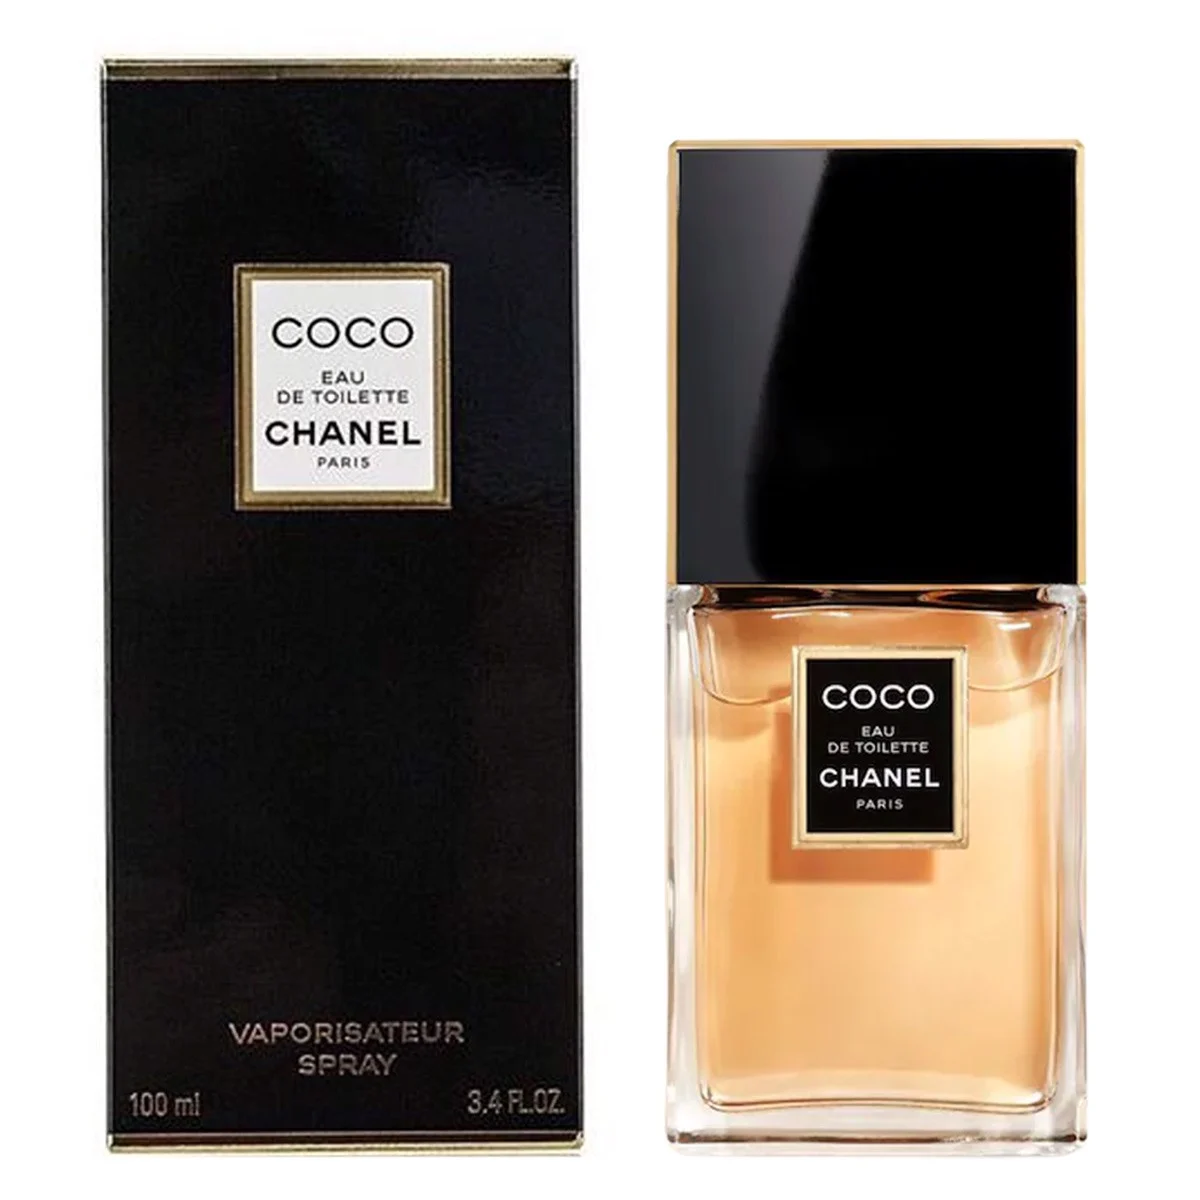 COCO
EAU
DE TOILETTE
CHANEL
PARIS
VAPORISATEUR
SPRAY
100 ml
3.4 FL.OZ.
COCO
EAU
DE TOILETTE
CHANEL
PARIS